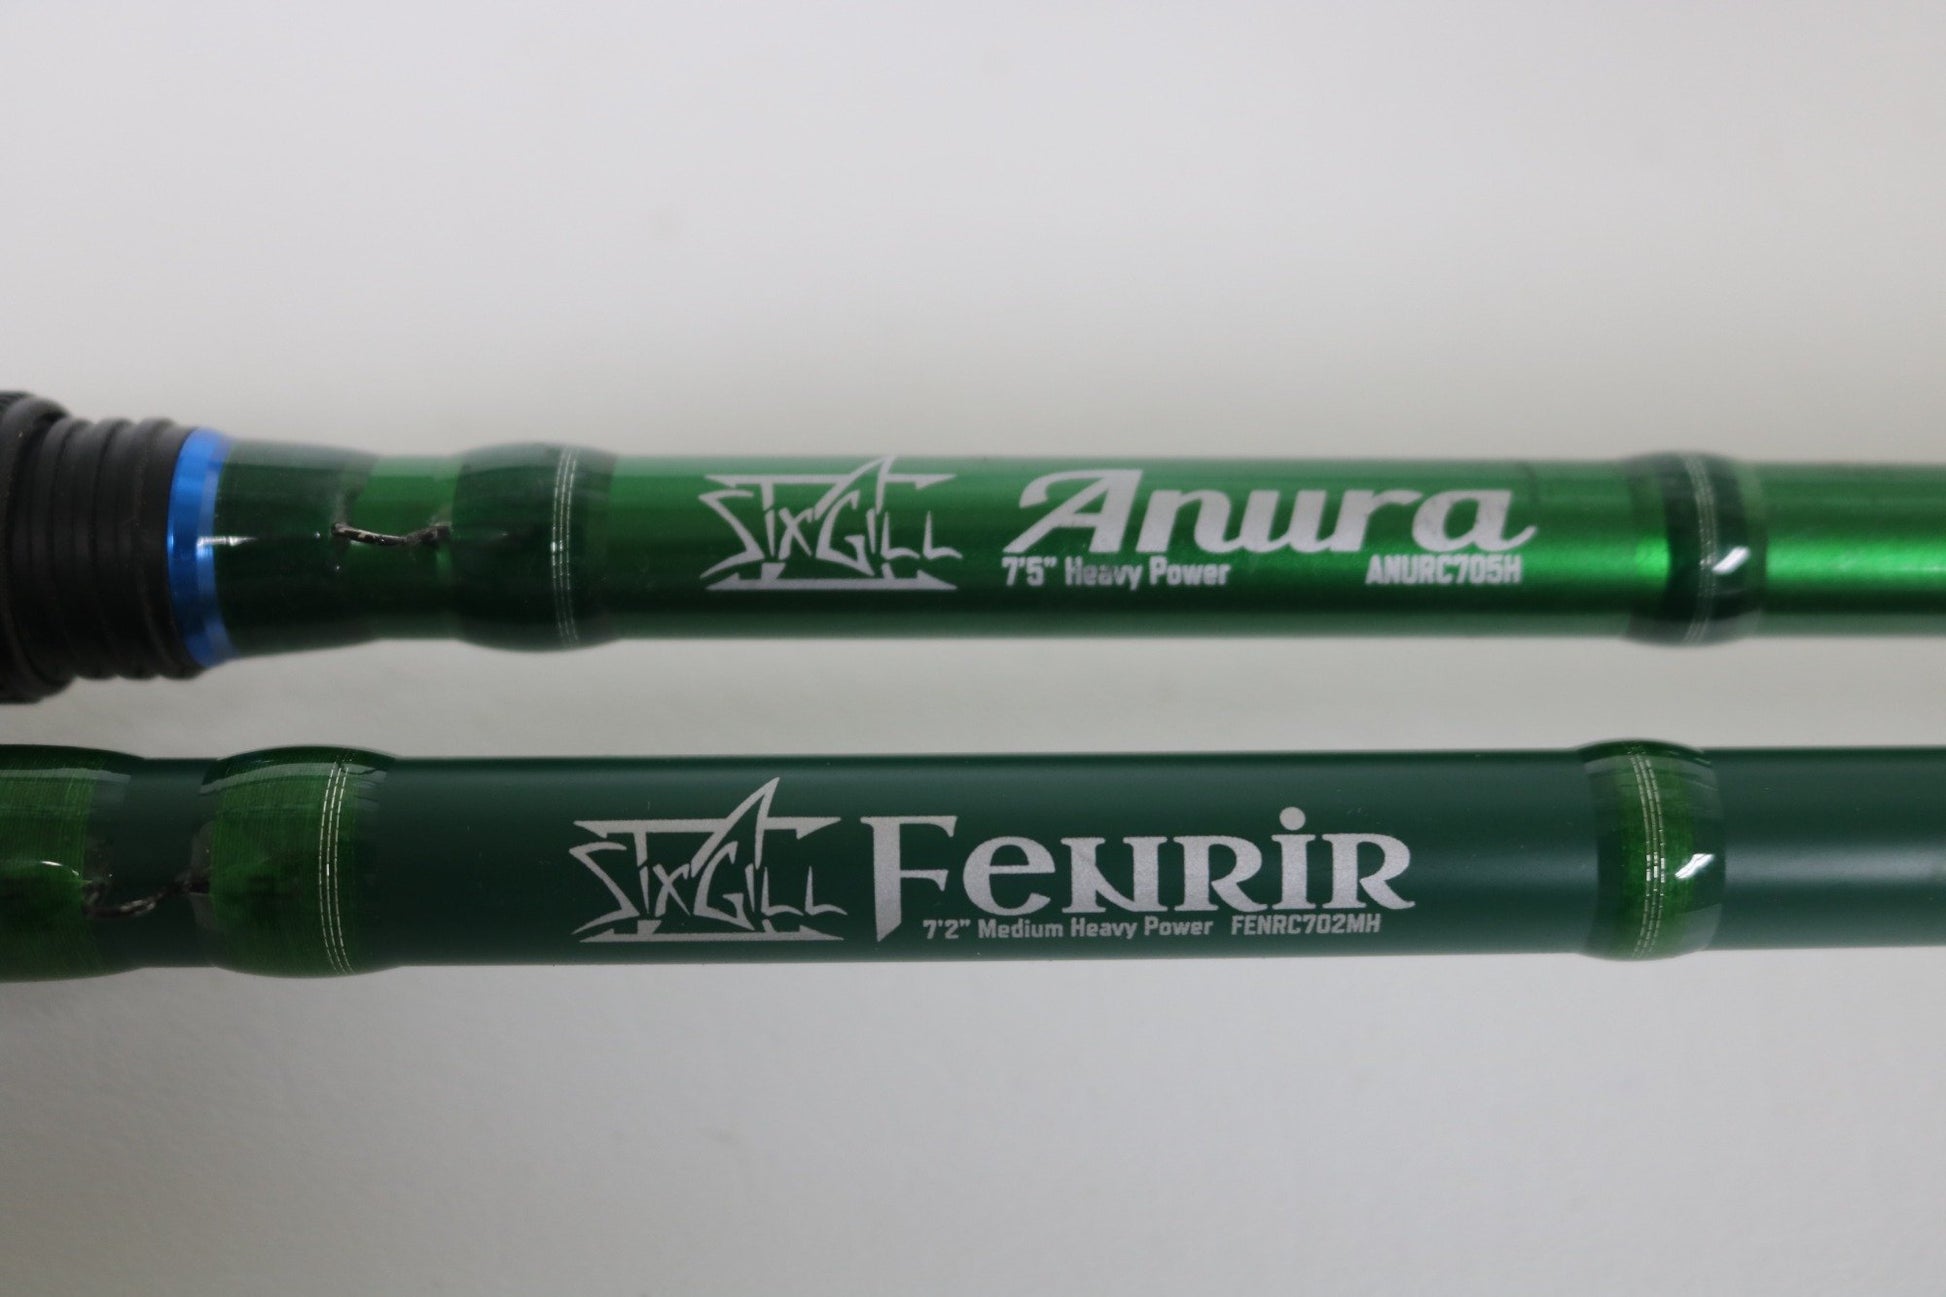 SIXGILL Anura
7'5" Heavy Power ANURC705H
SIXGILL FENRIR
7'2" Medium Heavy Power FENRC702MH